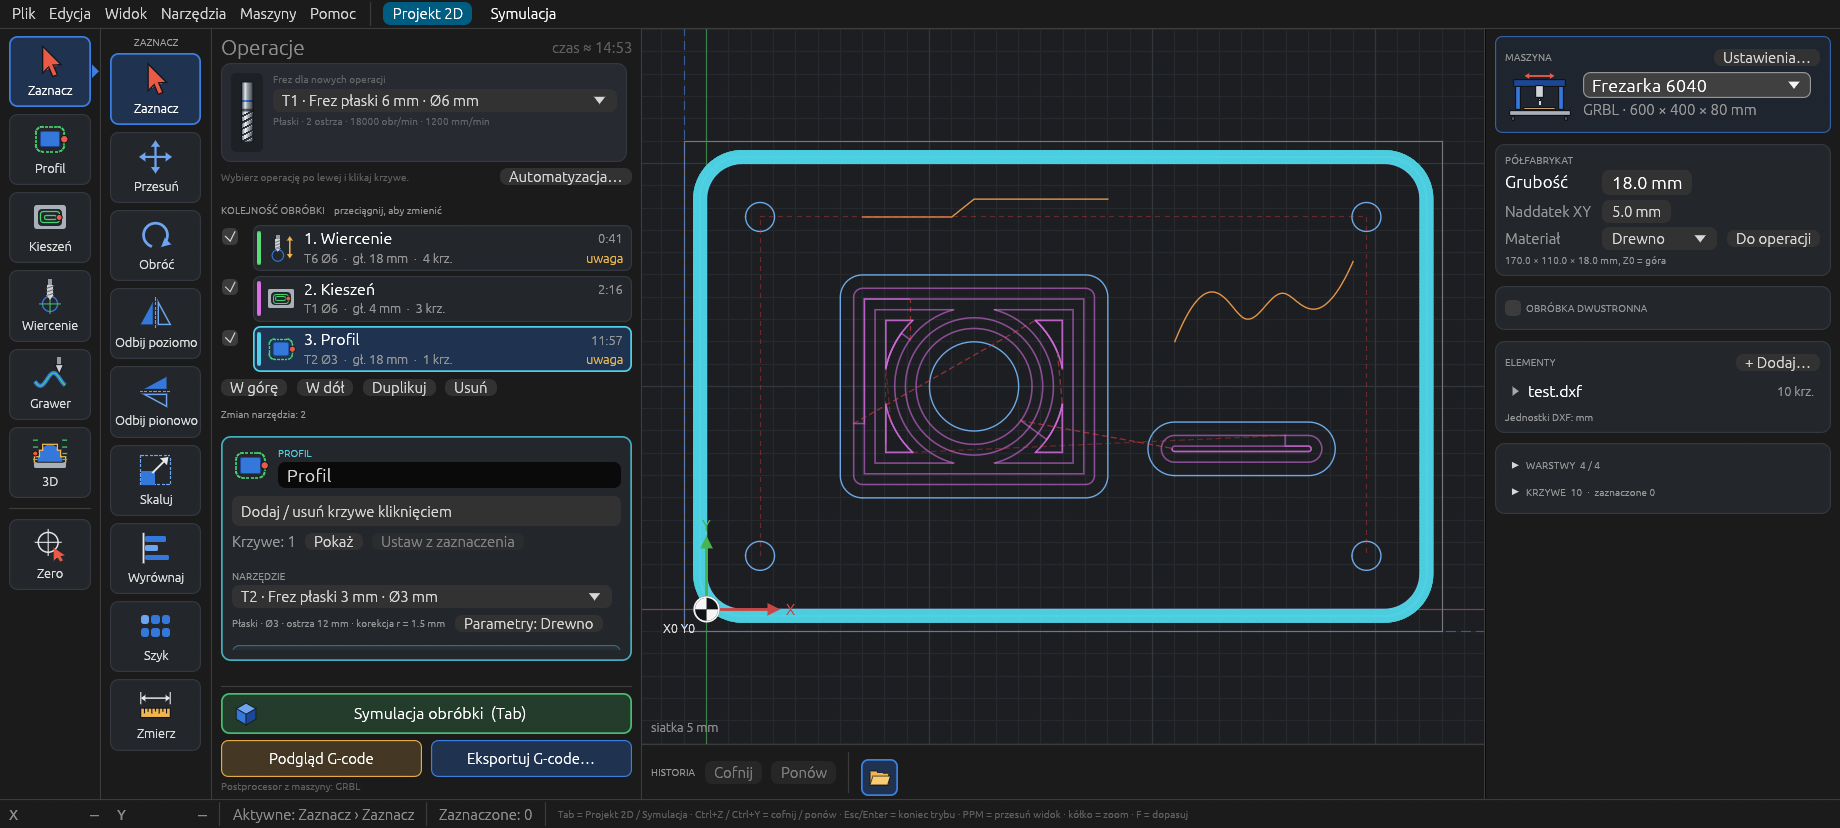 Plik Edycja Widok Narzędzia Maszyny Pomoc Projekt 2D Symulacja
Zaznacz
Profil
Kieszeń
Wiercenie
Grawer
3D
Zero
ZAZNACZ
Zaznacz
Przesuń
Obróć
Odbij poziomo
Odbij pionowo
Skaluj
Wyrównaj
Szyk
Zmierz
Operacje czas ≈ 14:53
Frez dla nowych operacji
T1 · Frez płaski 6 mm · Ø6 mm
Płaski · 2 ostrza · 18000 obr/min · 1200 mm/min
Wybierz operację po lewej i klikaj krzywe. Automatyzacja...
KOLEJNOŚĆ OBRÓBKI przeciągnij, aby zmienić
1. Wiercenie 0:41
T6 Ø6 · gł. 18 mm · 4 krz. uwaga
2. Kieszeń 2:16
T1 Ø6 · gł. 4 mm · 3 krz.
3. Profil 11:57
T2 Ø3 · gł. 18 mm · 1 krz. uwaga
W górę W dół Duplikuj Usuń
Zmian narzędzia: 2
PROFIL
Profil
Dodaj / usuń krzywe kliknięciem
Krzywe: 1 Pokaż Ustaw z zaznaczenia
NARZĘDZIE
T2 · Frez płaski 3 mm · Ø3 mm
Płaski · Ø3 · ostrza 12 mm · korekcja r = 1.5 mm Parametry: Drewno
Symulacja obróbki (Tab)
Podgląd G-code Eksportuj G-code...
Postprocesor z maszyny: GRBL
Y
X
X0 Y0
siatka 5 mm
HISTORIA Cofnij Ponów
MASZYNA Ustawienia...
Frezarka 6040
GRBL · 600 × 400 × 80 mm
PÓŁFABRYKAT
Grubość 18.0 mm
Naddatek XY 5.0 mm
Materiał Drewno Do operacji
170.0 × 110.0 × 18.0 mm, Z0 = góra
OBRÓBKA DWUSTRONNA
ELEMENTY + Dodaj...
test.dxf 10 krz.
Jednostki DXF: mm
WARSTWY 4 / 4
KRZYWE 10 · zaznaczone 0
X – Y – Aktywne: Zaznacz › Zaznacz Zaznaczone: 0 Tab = Projekt 2D / Symulacja · Ctrl+Z / Ctrl+Y = cofnij / ponów · Esc/Enter = koniec trybu · PPM = przesuń widok · kółko = zoom · F = dopasuj